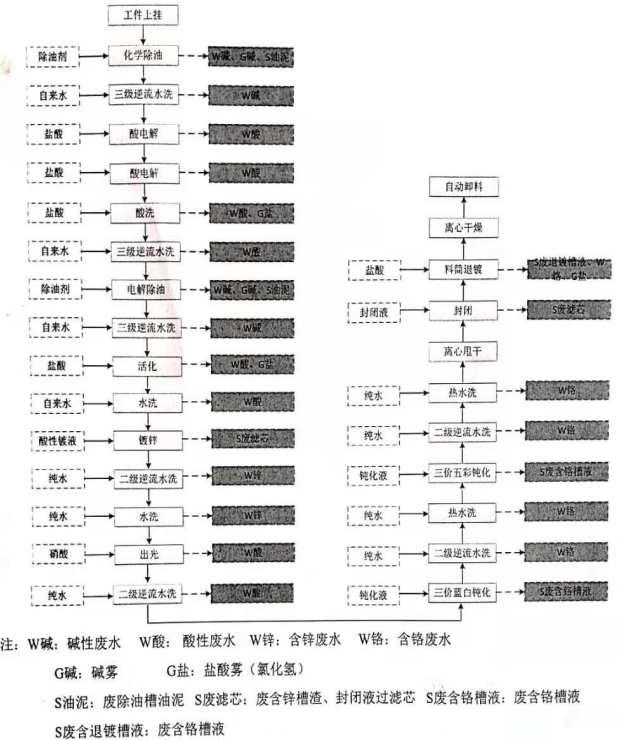 工件上挂
除油剂 化学除油 W碱、G碱、S油泥
自来水 三级逆流水洗 W碱
盐酸 酸电解 W酸
盐酸 酸电解 W酸
盐酸 酸洗 W酸、G盐
自来水 三级逆流水洗 W酸
除油剂 电解除油 W碱、G碱、S油泥
自来水 三级逆流水洗 W碱
盐酸 活化 W酸、G盐
自来水 水洗 W酸
酸性镀液 镀锌 S废滤芯
纯水 二级逆流水洗 W锌
纯水 水洗 W锌
硝酸 出光 W酸
纯水 二级逆流水洗 W酸
自动卸料
离心干燥
盐酸 料筒退镀 S废退镀槽液、W
铬、G盐
封闭液 封闭 S废滤芯
离心甩干
纯水 热水洗 W铬
纯水 二级逆流水洗 W铬
钝化液 三价五彩钝化 S废含铬槽液
纯水 热水洗 W铬
纯水 二级逆流水洗 W铬
钝化液 三价蓝白钝化 S废含铬槽液
注：W碱：碱性废水 W酸：酸性废水 W锌：含锌废水 W铬：含铬废水
G碱：碱雾 G盐：盐酸雾（氯化氢）
S油泥：废除油槽油泥 S废滤芯：废含锌槽渣、封闭液过滤芯 S废含铬槽液：废含铬槽液
S废含退镀槽液：废含铬槽液